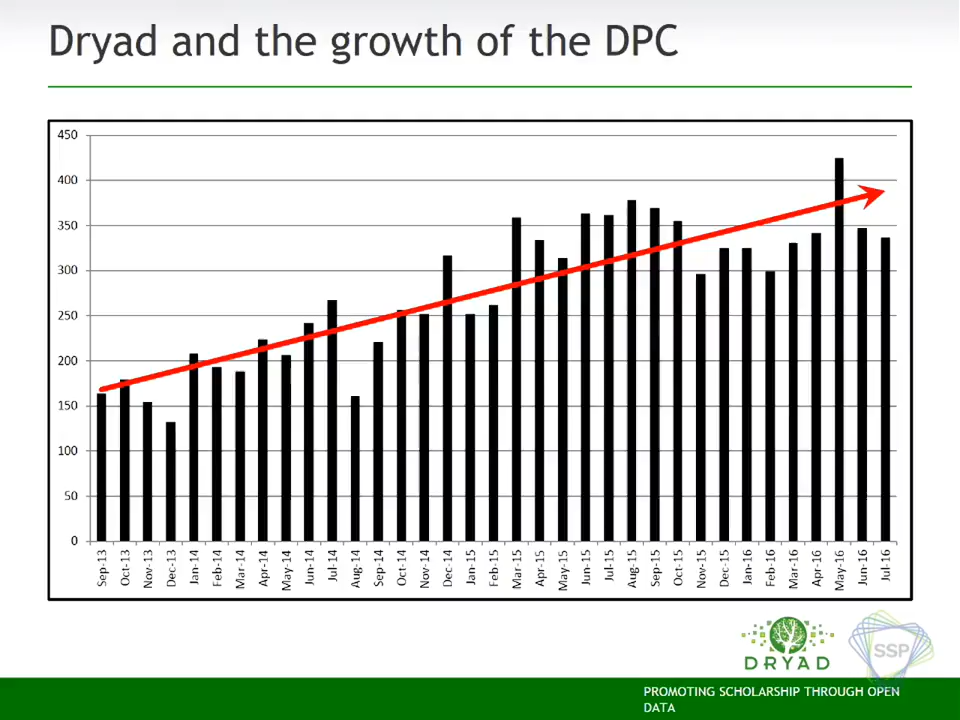 Dryad and the growth of the DPC
450
400
350
300
250
200
150
100
50
0
Sep-13
Oct-13
Nov-13
Dec-13
Jan-14
Feb-14
Mar-14
Apr-14
May-14
Jun-14
Jul-14
Aug-14
Sep-14
Oct-14
Nov-14
Dec-14
Jan-15
Feb-15
Mar-15
Apr-15
May-15
Jun-15
Jul-15
Aug-15
Sep-15
Oct-15
Nov-15
Dec-15
Jan-16
Feb-16
Mar-16
Apr-16
May-16
Jun-16
Jul-16
DRYAD
SSP
PROMOTING SCHOLARSHIP THROUGH OPEN
DATA